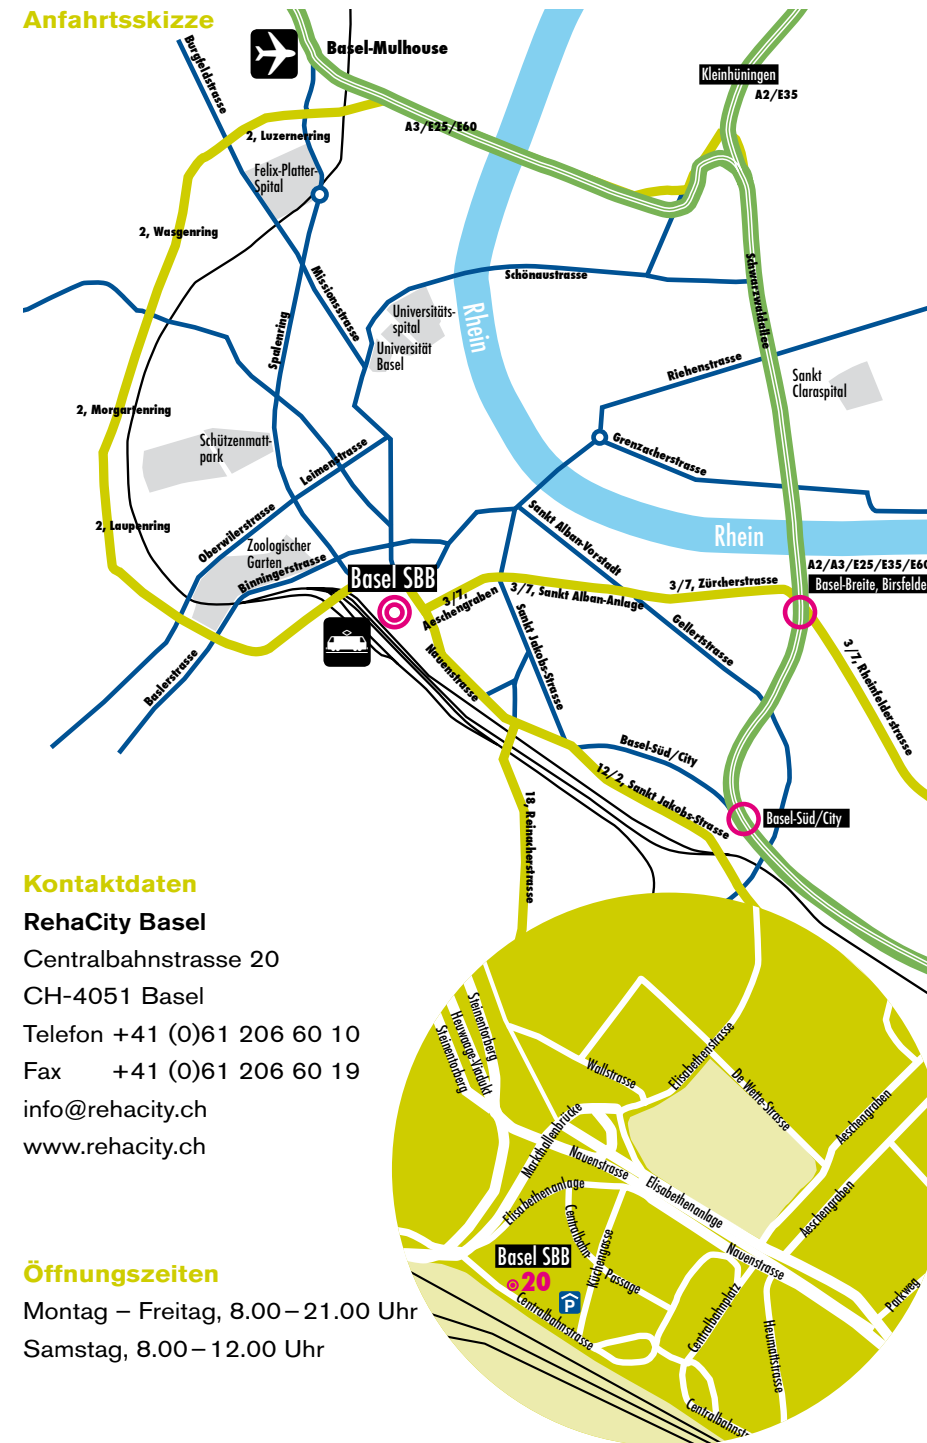 Anfahrtsskizze
Basel-Mulhouse
Burgfeldstrasse
Kleinhüningen
A2/E35
A3/E25/E60
2, Luzernerring
Felix-Platter-
Spital
2, Wasgenring
Missionsstrasse
Schönaustrasse
Schwarzwaldallee
Universitäts-
spital
Universität
Basel
Rhein
Spalenring
Riehenstrasse
Sankt
Claraspital
2, Morgartenring
Schützenmatt-
park
Leimenstrasse
Grenzacherstrasse
2, Laupenring
Oberwilerstrasse
Sankt Alban-Vorstadt
Rhein
Zoologischer
Garten
Binningerstrasse
Basel SBB
A2/A3/E25/E35/E60
Basel-Breite, Birsfelde
3/7,
Aeschengraben
3/7, Sankt Alban-Anlage
3/7, Zürcherstrasse
Sankt Jakobs-Strasse
Gellertstrasse
3/7, Rheinfelderstrasse
Nauenstrasse
Baslerstrasse
Basel-Süd/City
12/2, Sankt Jakobs-Strasse
Basel-Süd/City
18, Reinacherstrasse
Kontaktdaten
RehaCity Basel
Centralbahnstrasse 20
CH-4051 Basel
Telefon +41 (0)61 206 60 10
Fax +41 (0)61 206 60 19
info@rehacity.ch
www.rehacity.ch
Steinentorberg
Heuwaage-Viadukt
Steinentorberg
Wallstrasse
Elisabethenstrasse
De Wette-Strasse
Aeschengraben
Markthallenbrücke
Nauenstrasse
Elisabethenanlage
Elisabethenanlage
Aeschengraben
Centralbahn-
Passage
Küchengasse
Nauenstrasse
Basel SBB
20
P
Centralbahnstrasse
Centralbahnplatz
Parkweg
Heumattstrasse
Centralbahnst
Öffnungszeiten
Montag – Freitag, 8.00–21.00 Uhr
Samstag, 8.00–12.00 Uhr